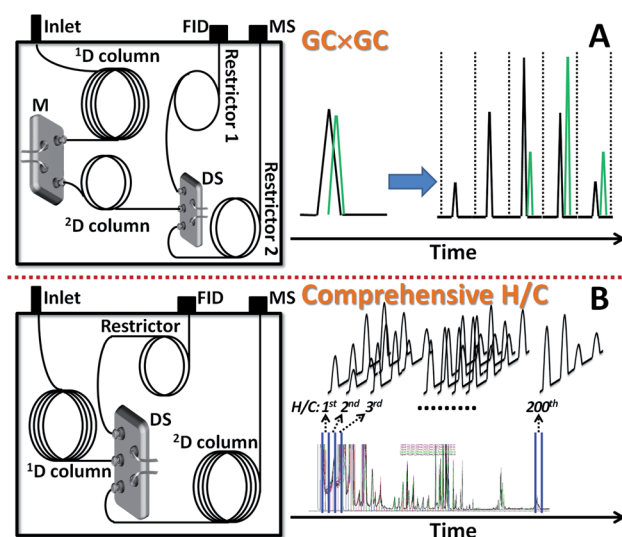 Inlet
FID
MS
GC×GC
A
¹D column
Restrictor 1
M
DS
²D column
Restrictor 2
Time
Inlet
FID
MS
Comprehensive H/C
B
Restrictor
H/C: 1ˢᵗ 2ⁿᵈ 3ʳᵈ
200ᵗʰ
DS
²D column
¹D column
Time